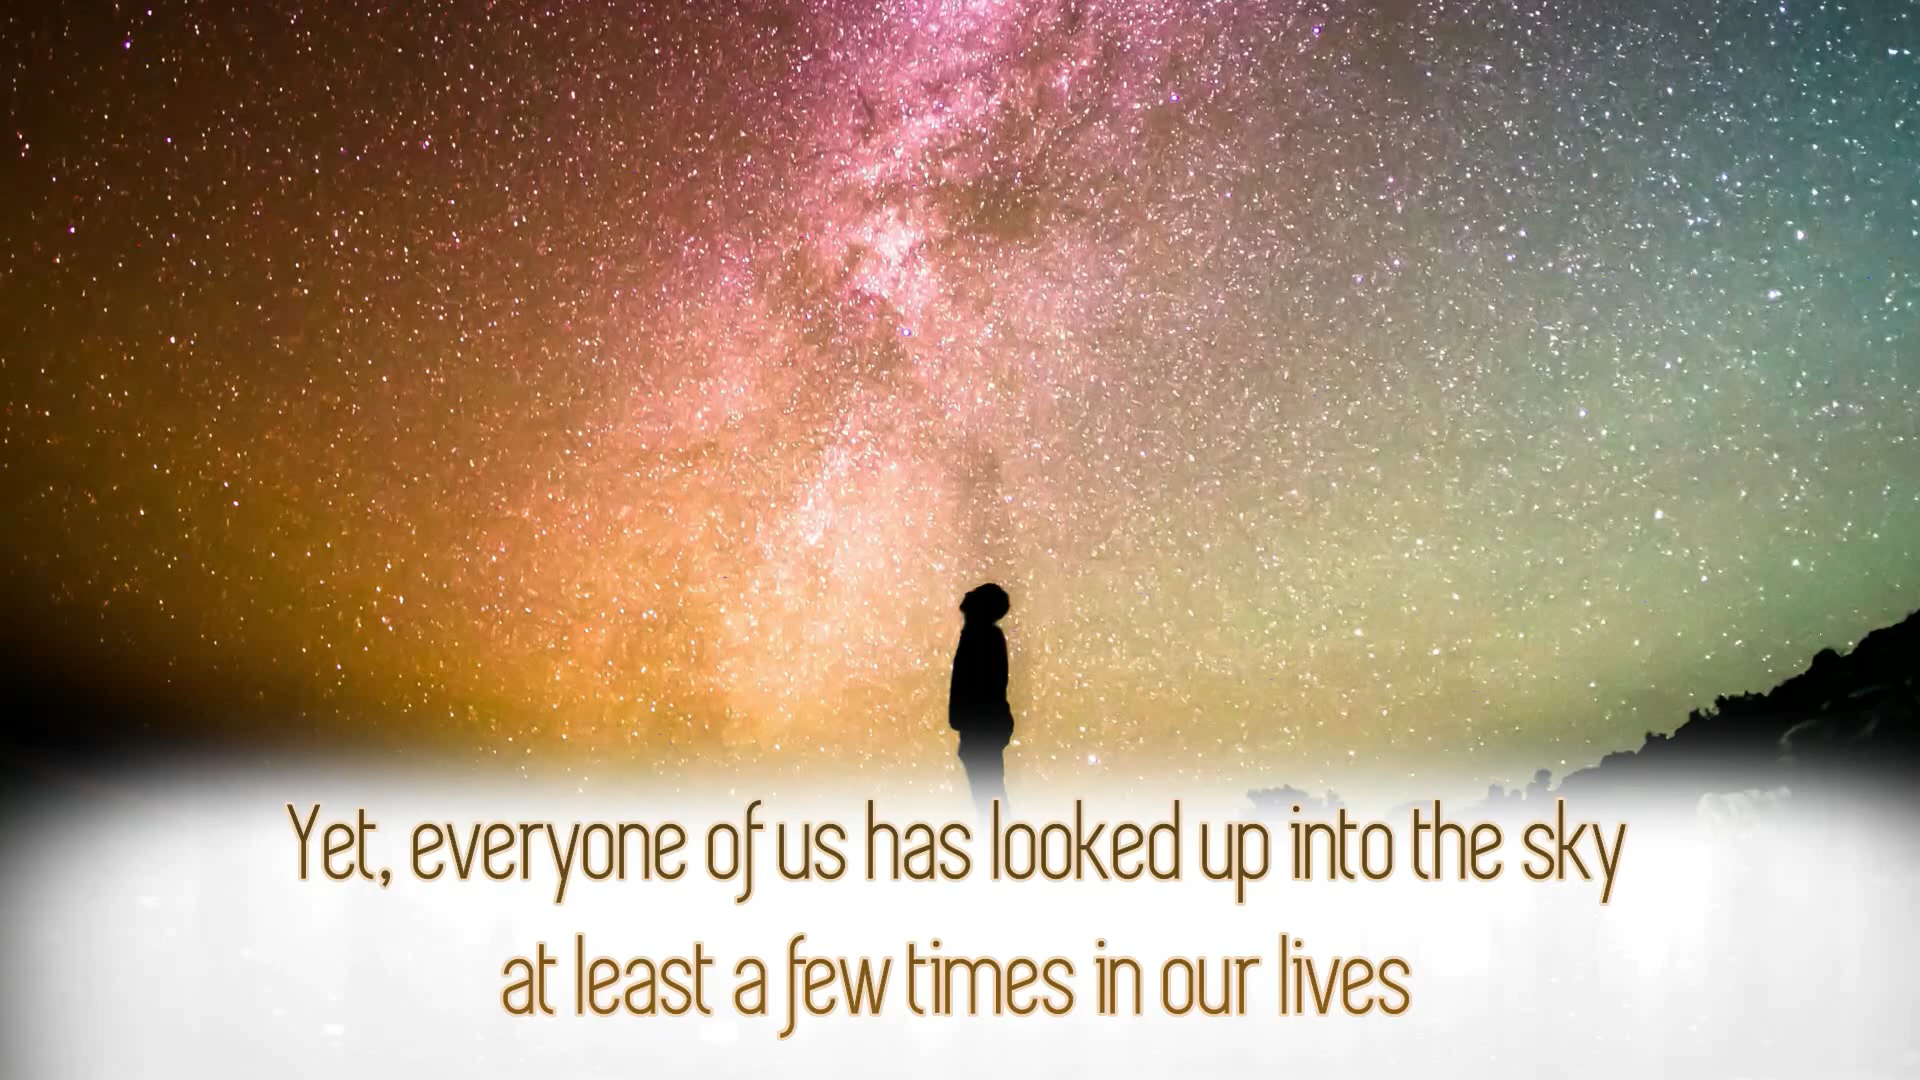 Yet, everyone of us has looked up into the sky
at least a few times in our lives